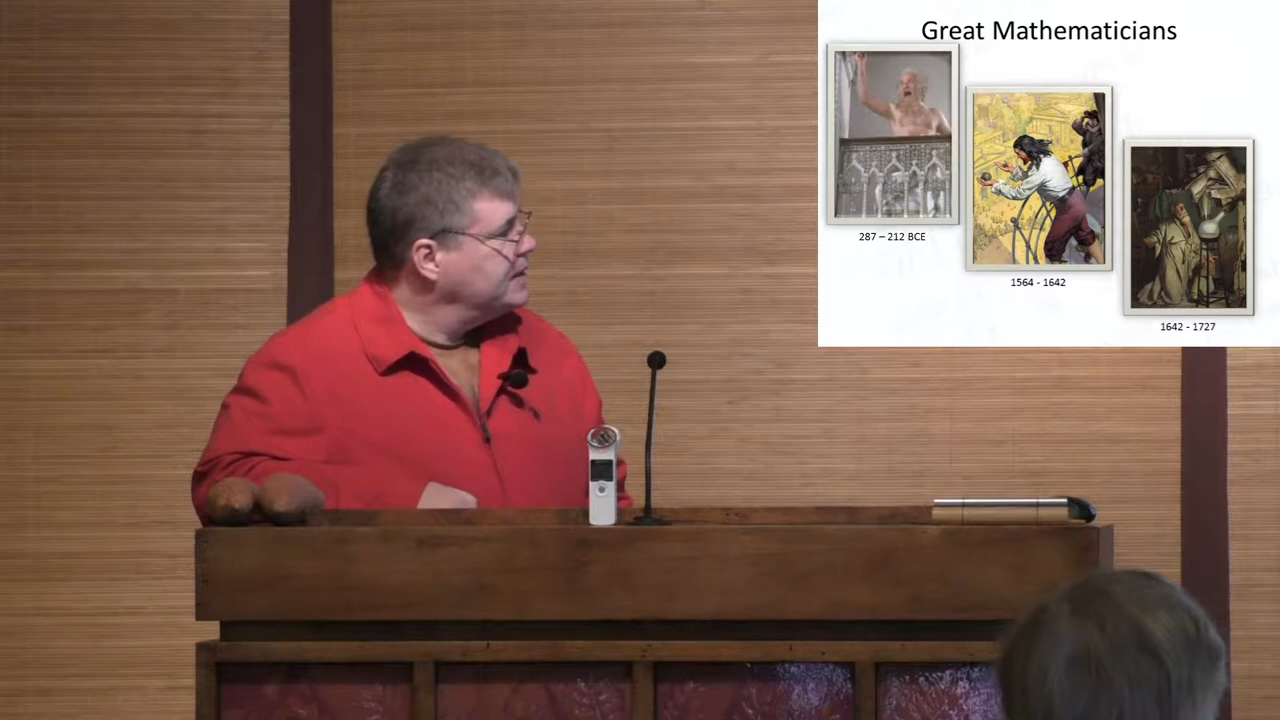 Great Mathematicians
287 – 212 BCE
1564 - 1642
1642 - 1727